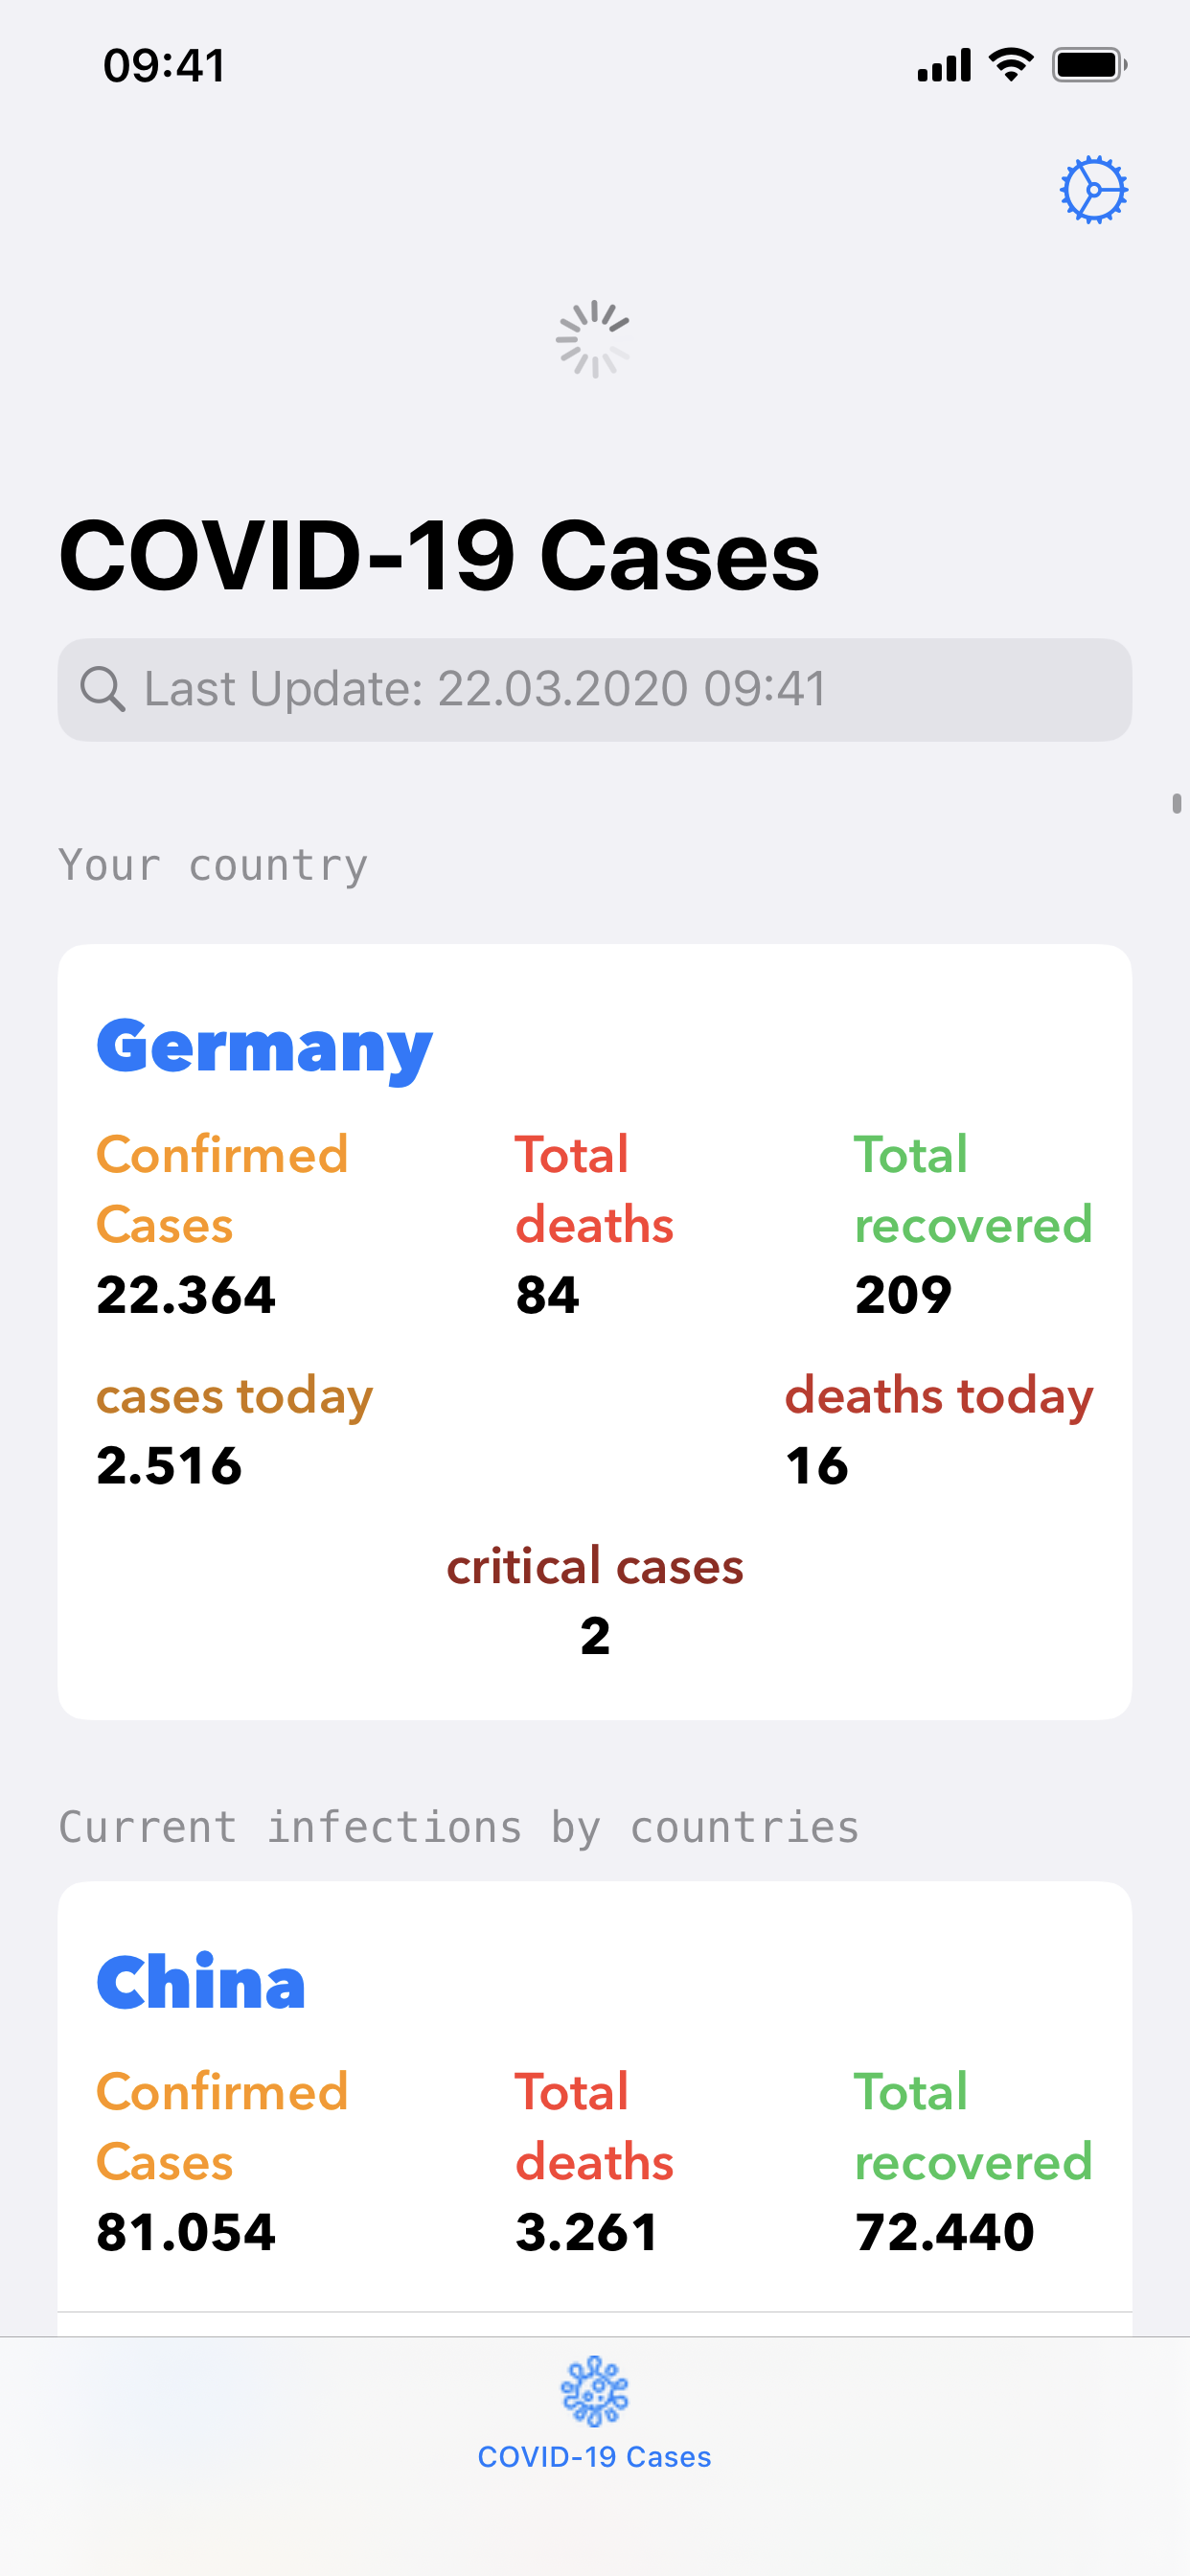 09:41
COVID-19 Cases
Last Update: 22.03.2020 09:41
Your country
Germany
Confirmed Total Total
Cases deaths recovered
22.364 84 209
cases today deaths today
2.516 16
critical cases
2
Current infections by countries
China
Confirmed Total Total
Cases deaths recovered
81.054 3.261 72.440
COVID-19 Cases